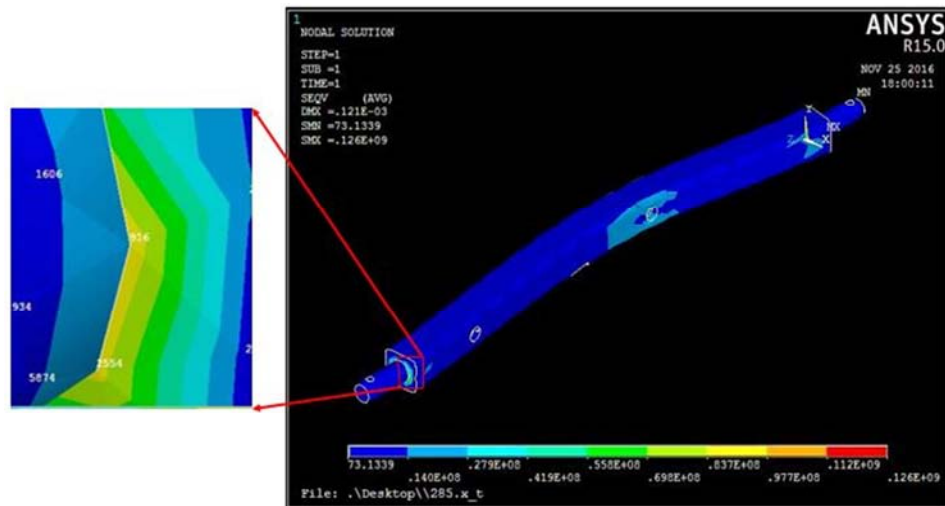 1
NODAL SOLUTION
STEP=1
SUB =1
TIME=1
SEQV (AVG)
DMX =.121E-03
SMN =73.1339
SMX =.126E+09
ANSYS
R15.0
NOV 25 2016
18:00:11
MN
Y
MX
Z X
1606
916
934
2554
5874
2
73.1339 .279E+08 .558E+08 .837E+08 .112E+09
.140E+08 .419E+08 .698E+08 .977E+08 .126E+09
File: .\Desktop\\285.x_t